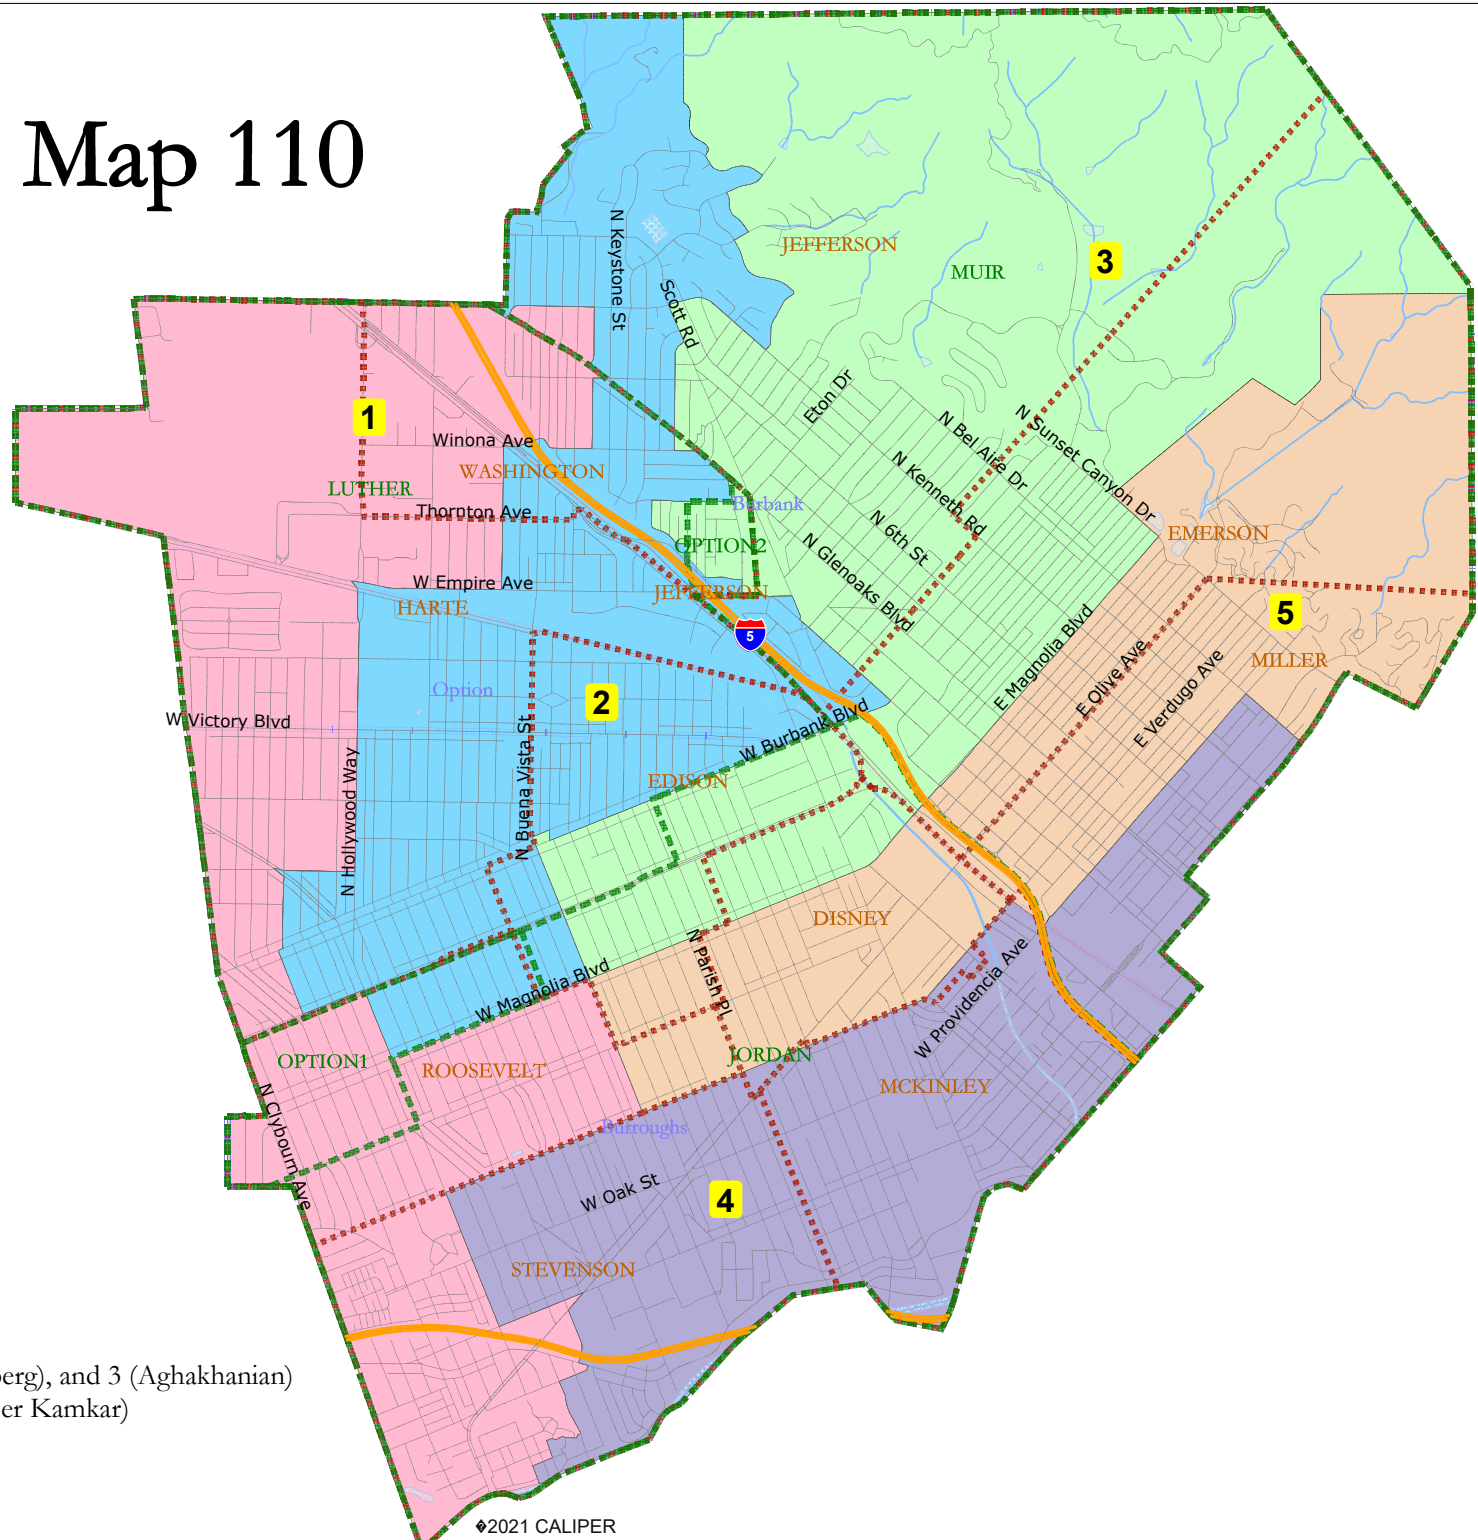 Map 110
N Keystone St
JEFFERSON
MUIR
3
Scott Rd
Eton Dr
1
Winona Ave
N Bel Aire Dr
N Sunset Canyon Dr
WASHINGTON
N Kenneth Rd
LUTHER
Thornton Ave
Burbank
N 6th St
EMERSON
OPTION2
N Glenoaks Blvd
W Empire Ave
JEFFERSON
HARTE
5
5
E Magnolia Blvd
E Olive Ave
MILLER
Option
2
E Verdugo Ave
W Victory Blvd
W Burbank Blvd
N Buena Vista St
N Hollywood Way
EDISON
DISNEY
N Parish Pl
W Magnolia Blvd
W Providencia Ave
OPTION1
ROOSEVELT
JORDAN
MCKINLEY
N Clybourn Ave
Burroughs
W Oak St
4
STEVENSON
berg), and 3 (Aghakhanian)
er Kamkar)
�2021 CALIPER